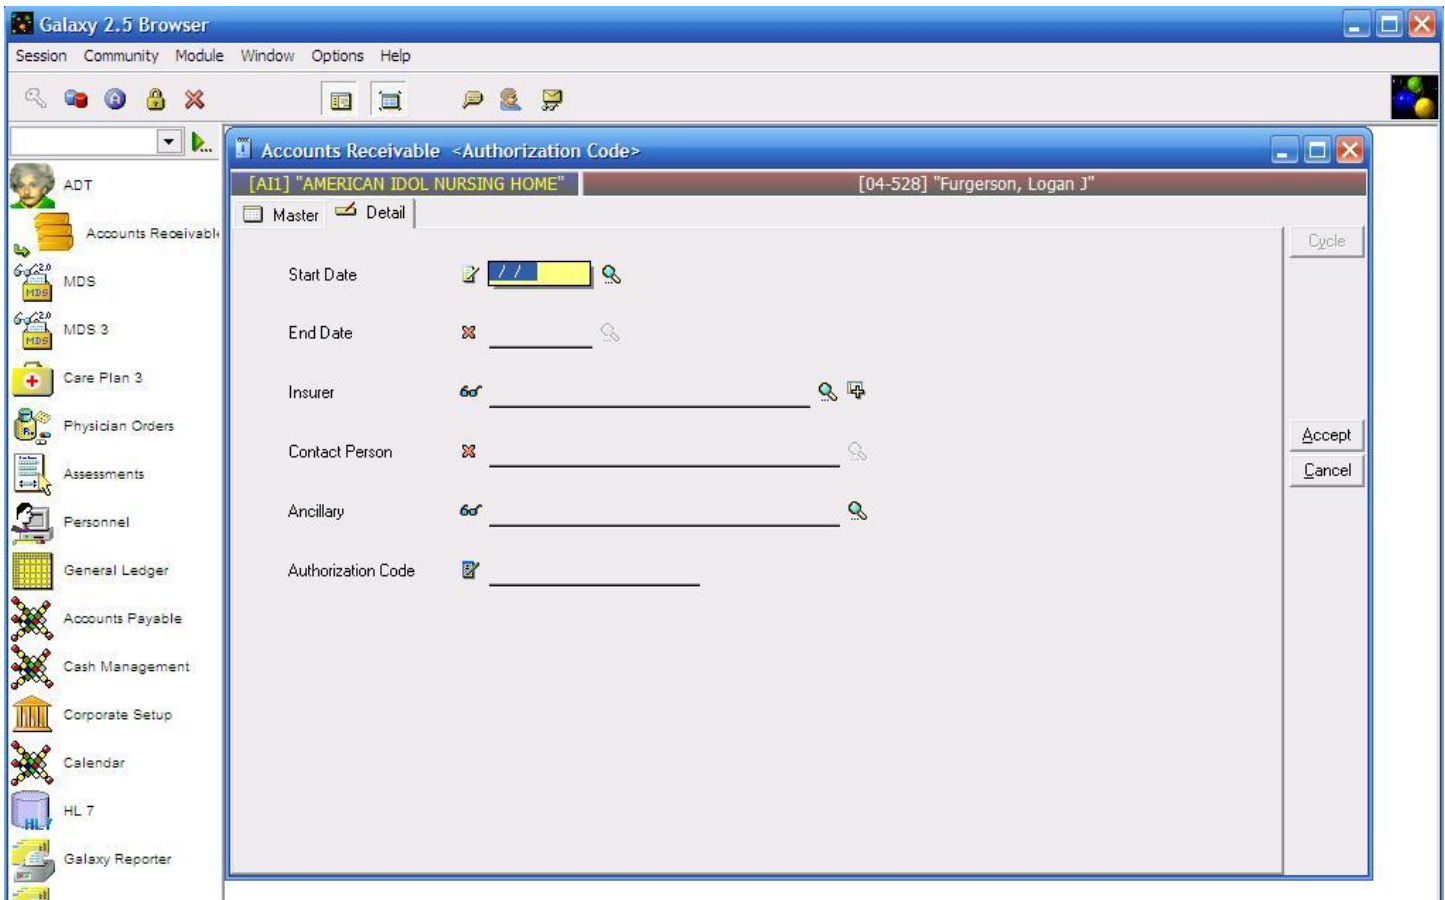 Galaxy 2.5 Browser
Session Community Module Window Options Help
Accounts Receivable <Authorization Code>
[AI1] "AMERICAN IDOL NURSING HOME" [04-528] "Furgerson, Logan J"
Master Detail
Cycle
Start Date / /
End Date
Insurer
Contact Person
Ancillary
Authorization Code
Accept
Cancel
ADT
Accounts Receivabl
MDS
MDS 3
Care Plan 3
Physician Orders
Assessments
Personnel
General Ledger
Accounts Payable
Cash Management
Corporate Setup
Calendar
HL 7
Galaxy Reporter